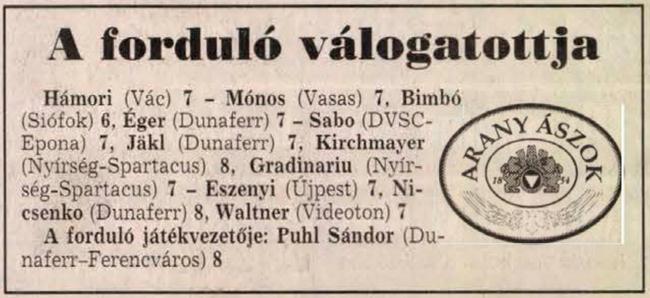 A forduló válogatottja
Hámori (Vác) 7 – Mónos (Vasas) 7, Bimbó
(Siófok) 6, Éger (Dunaferr) 7 – Sabo (DVSC-
Epona) 7, Jäkl (Dunaferr) 7, Kirchmayer
(Nyírség-Spartacus) 8, Gradinariu (Nyír-
ség-Spartacus) 7 – Eszenyi (Újpest) 7, Ni-
csenko (Dunaferr) 8, Waltner (Videoton) 7
A forduló játékvezetője: Puhl Sándor (Du-
naferr–Ferencváros) 8
ARANY ÁSZOK
18 54